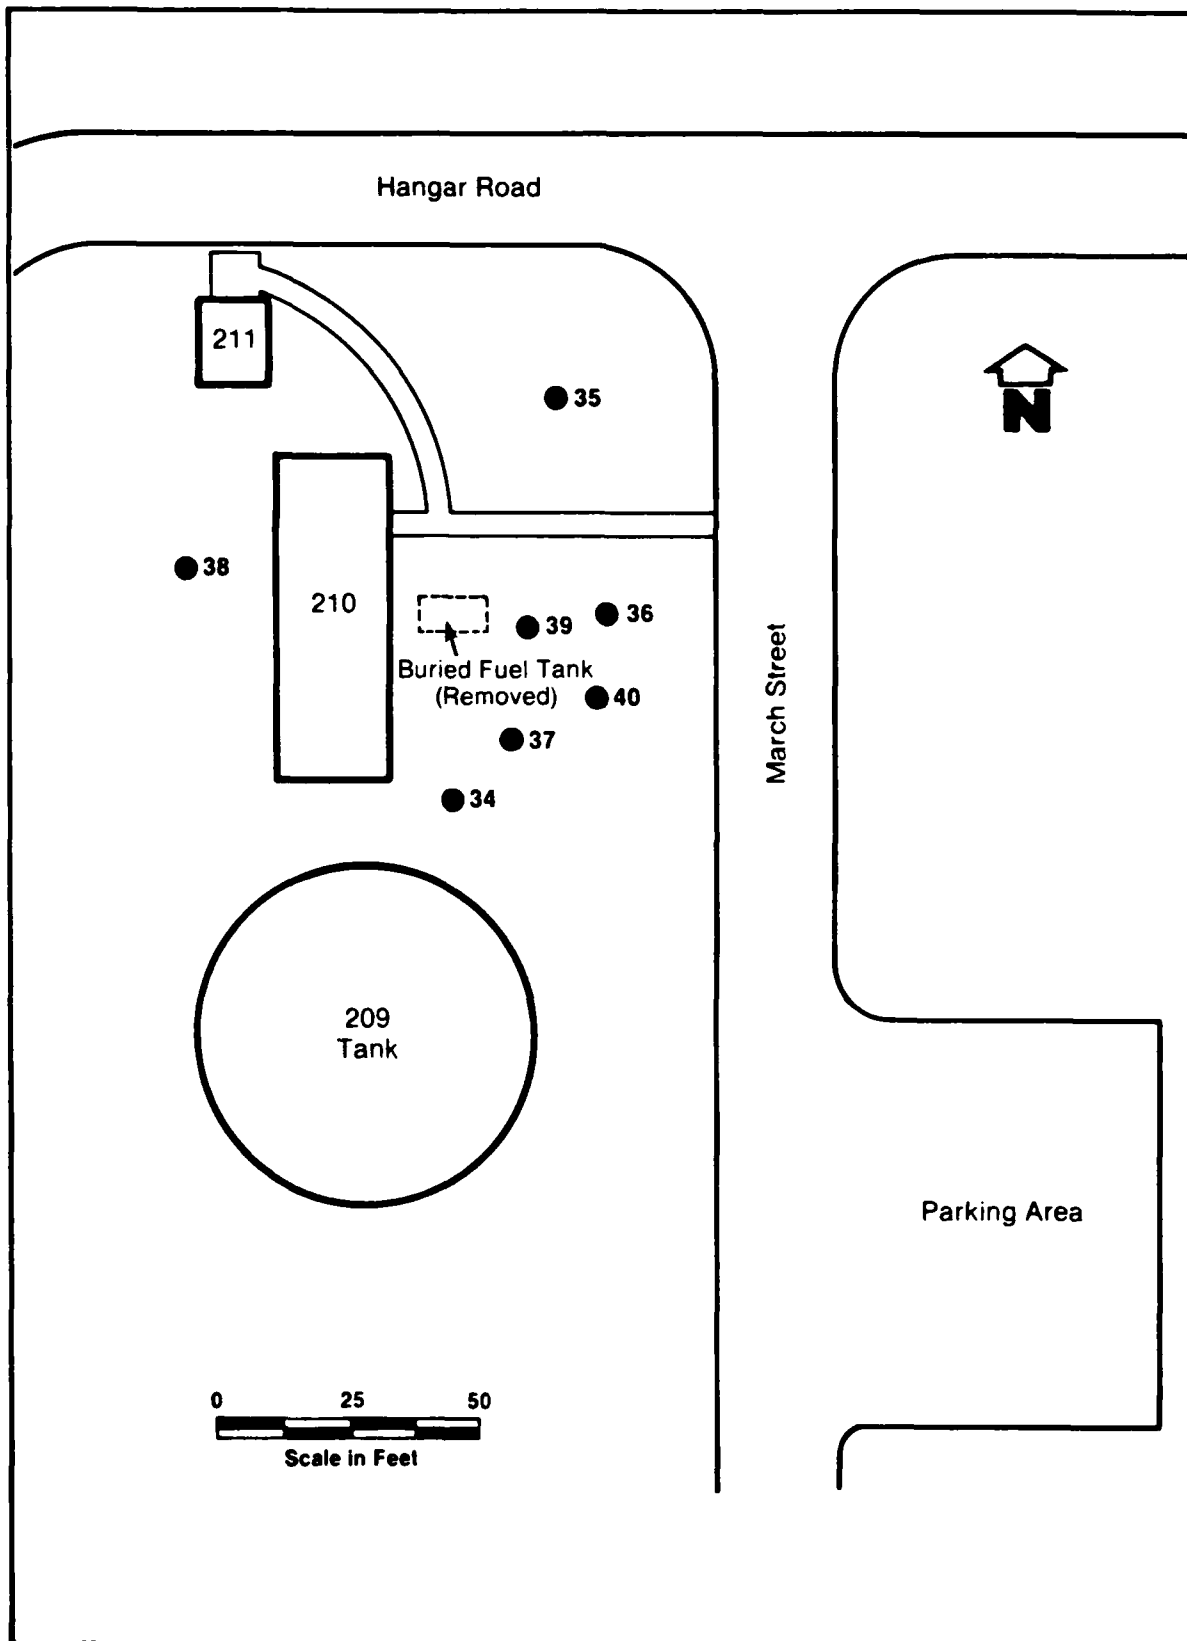 Hangar Road
211
35
N
38
210
39
36
Buried Fuel Tank
(Removed)
40
37
March Street
34
209
Tank
Parking Area
0 25 50
Scale in Feet